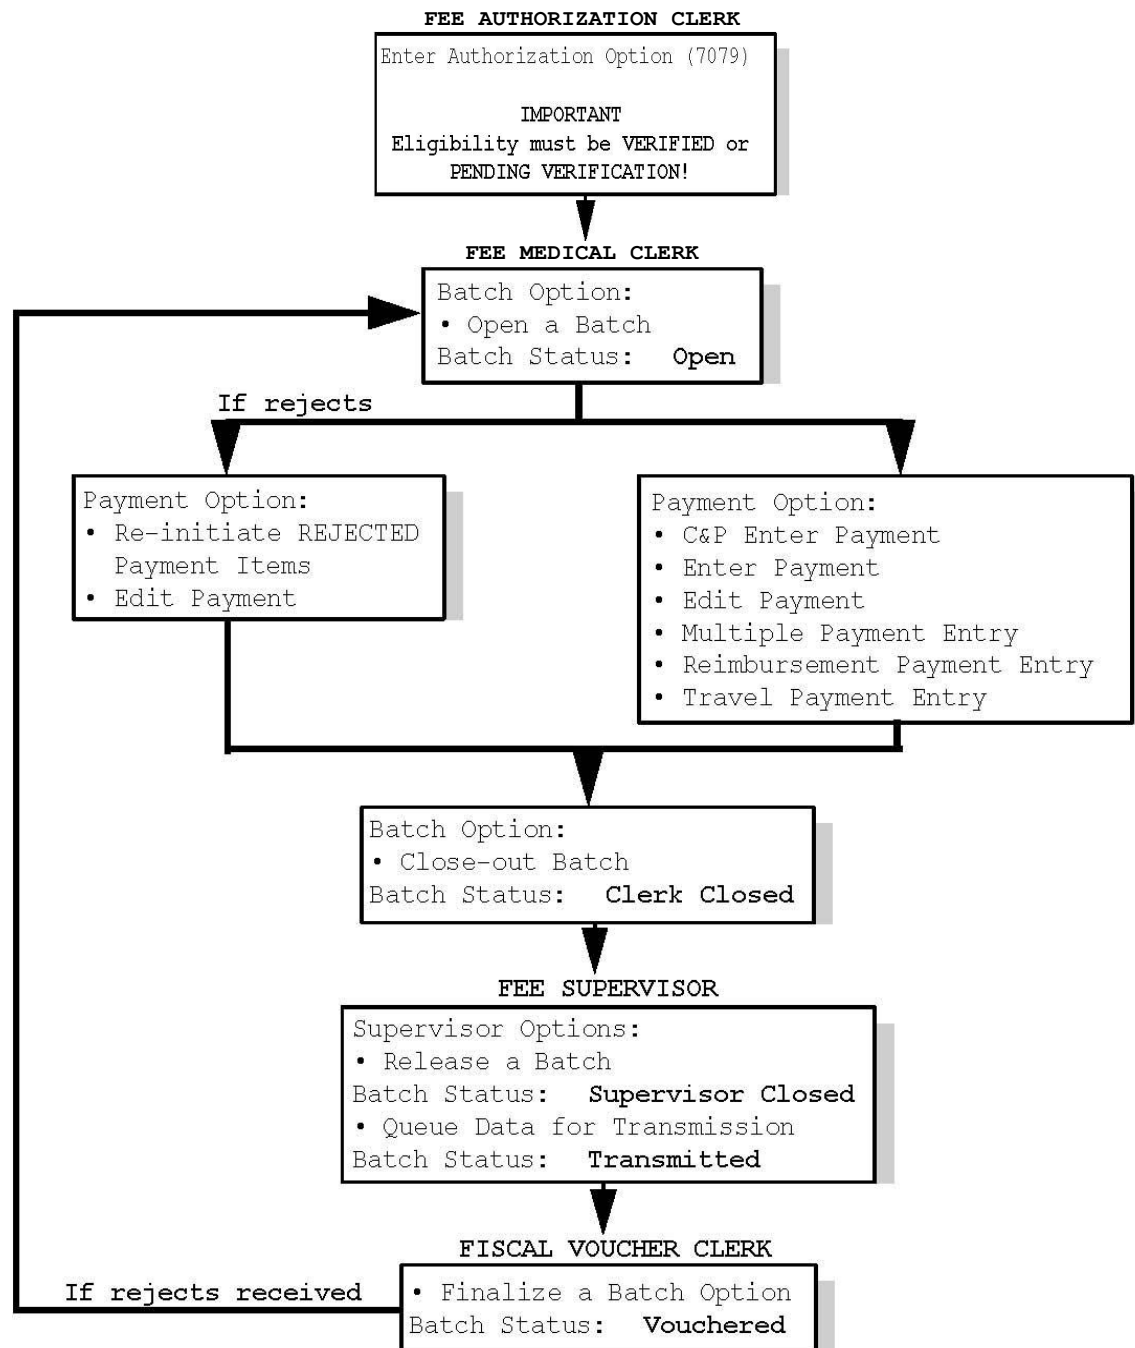 FEE AUTHORIZATION CLERK
Enter Authorization Option (7079)
IMPORTANT
Eligibility must be VERIFIED or
PENDING VERIFICATION!
FEE MEDICAL CLERK
Batch Option:
• Open a Batch
Batch Status: Open
If rejects
Payment Option:
• Re-initiate REJECTED
Payment Items
• Edit Payment
Payment Option:
• C&P Enter Payment
• Enter Payment
• Edit Payment
• Multiple Payment Entry
• Reimbursement Payment Entry
• Travel Payment Entry
Batch Option:
• Close-out Batch
Batch Status: Clerk Closed
FEE SUPERVISOR
Supervisor Options:
• Release a Batch
Batch Status: Supervisor Closed
• Queue Data for Transmission
Batch Status: Transmitted
FISCAL VOUCHER CLERK
If rejects received
• Finalize a Batch Option
Batch Status: Vouchered